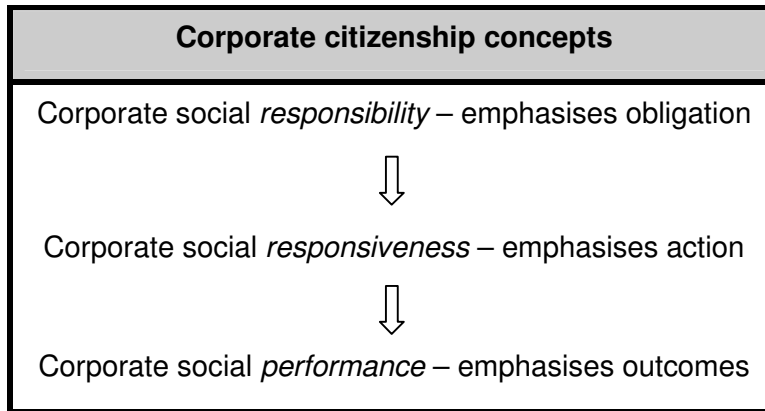 Corporate citizenship concepts
Corporate social responsibility – emphasises obligation
Corporate social responsiveness – emphasises action
Corporate social performance – emphasises outcomes